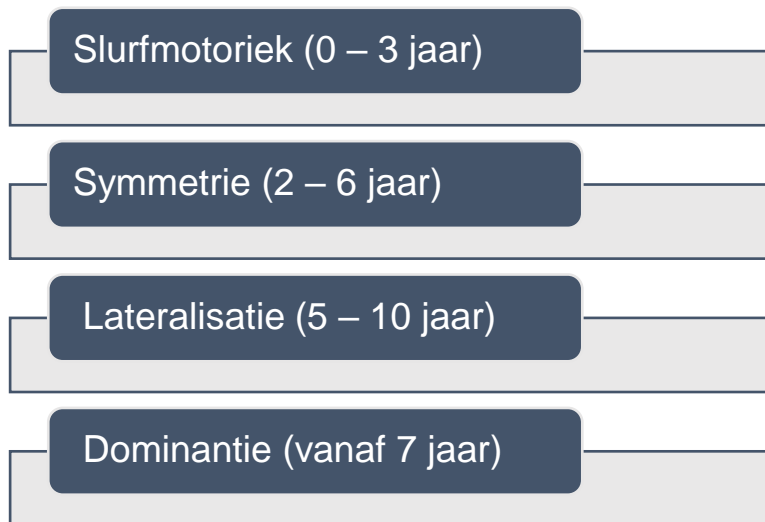 Slurfmotoriek (0 – 3 jaar)
Symmetrie (2 – 6 jaar)
Lateralisatie (5 – 10 jaar)
Dominantie (vanaf 7 jaar)